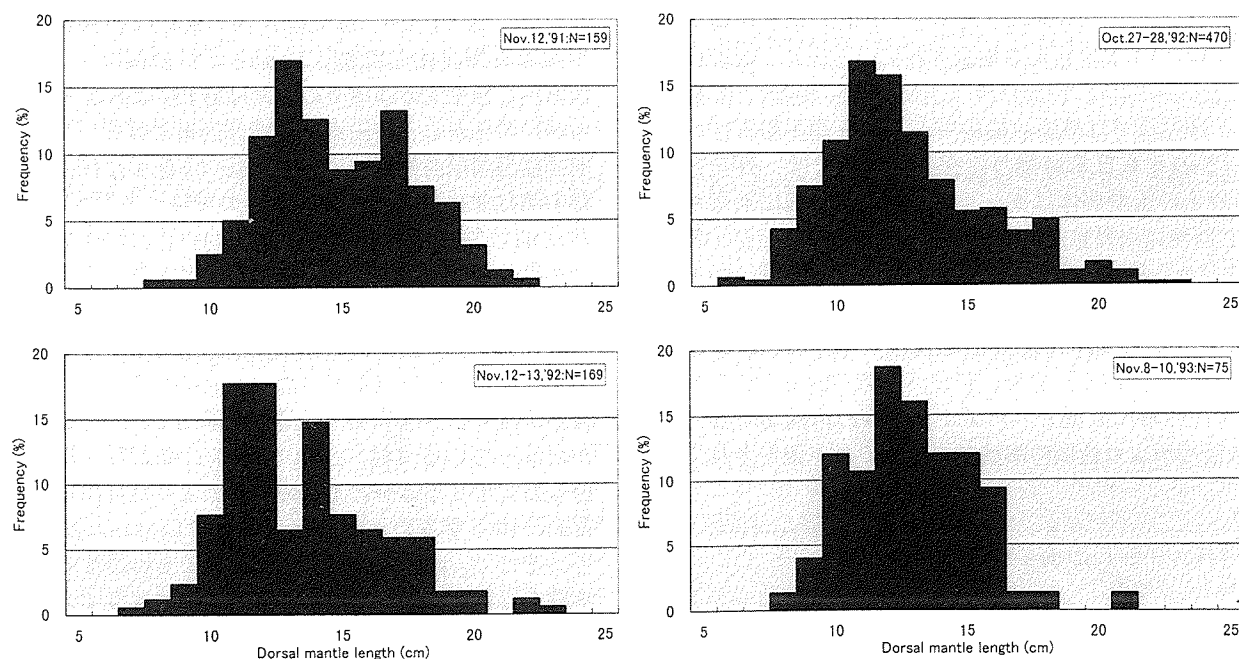 20
15
10
5
0
Frequency (%)
Nov.12,'91:N=159
5 10 15 20 25
20
15
10
5
0
Frequency (%)
Oct.27-28,'92:N=470
5 10 15 20 25
20
15
10
5
0
Frequency (%)
Nov.12-13,'92:N=169
5 10 15 20 25
Dorsal mantle length (cm)
20
15
10
5
0
Frequency (%)
Nov.8-10,'93:N=75
5 10 15 20 25
Dorsal mantle length (cm)